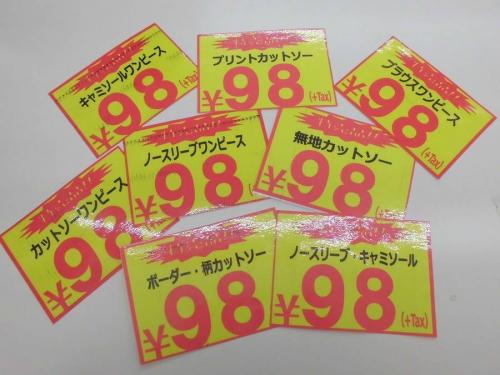 キャミソールワンピース
¥98
(+Tax)
プリントカットソー
¥98
(+Tax)
ブラウスワンピース
¥98
(+Tax)
ノースリーブワンピース
¥98
無地カットソー
¥98
カットソーワンピース
¥98
ボーダー・柄カットソー
¥98
ノースリーブ・キャミソール
¥98
(+Tax)